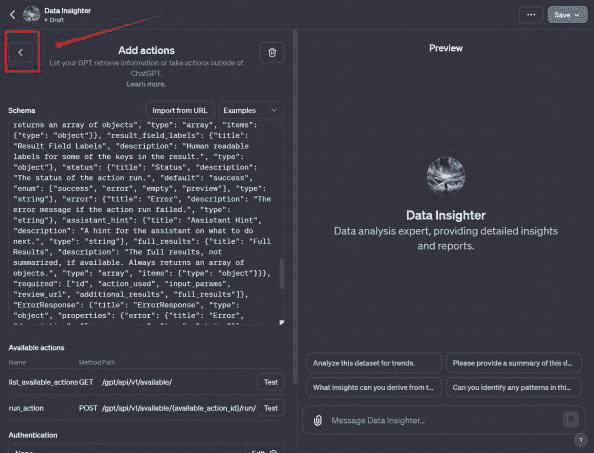 Data Insighter
Draft
Save
Add actions
Let your GPT retrieve information or take actions outside of
ChatGPT.
Learn more.
Schema
Import from URL
Examples
returns an array of objects", "type": "array", "items":
{"type": "object"}}, "result_field_labels": {"title":
"Result Field Labels", "description": "Human readable
labels for some of the keys in the result.", "type":
"object"}, "status": {"title": "Status", "description":
"The status of the action run.", "default": "success",
"enum": ["success", "error", "empty", "preview"], "type":
"string"}, "error": {"title": "Error", "description": "The
error message if the action run failed.", "type":
"string"}, "assistant_hint": {"title": "Assistant Hint",
"description": "A hint for the assistant on what to do
next.", "type": "string"}, "full_results": {"title": "Full
Results", "description": "The full results, not
summarized, if available. Always returns an array of
objects.", "type": "array", "items": {"type": "object"}}},
"required": ["id", "action_used", "input_params",
"review_url", "additional_results", "full_results"]},
"ErrorResponse": {"title": "ErrorResponse", "type":
"object", "properties": {"error": {"title": "Error",
Available actions
Name Method Path
list_available_actions GET /gpt/api/v1/available/ Test
run_action POST /gpt/api/v1/available/{available_action_id}/run/ Test
Authentication
None
Edit
Preview
Data Insighter
Data analysis expert, providing detailed insights
and reports.
Analyze this dataset for trends.
Please provide a summary of this d...
What insights can you derive from t...
Can you identify any patterns in thi...
Message Data Insighter...
?